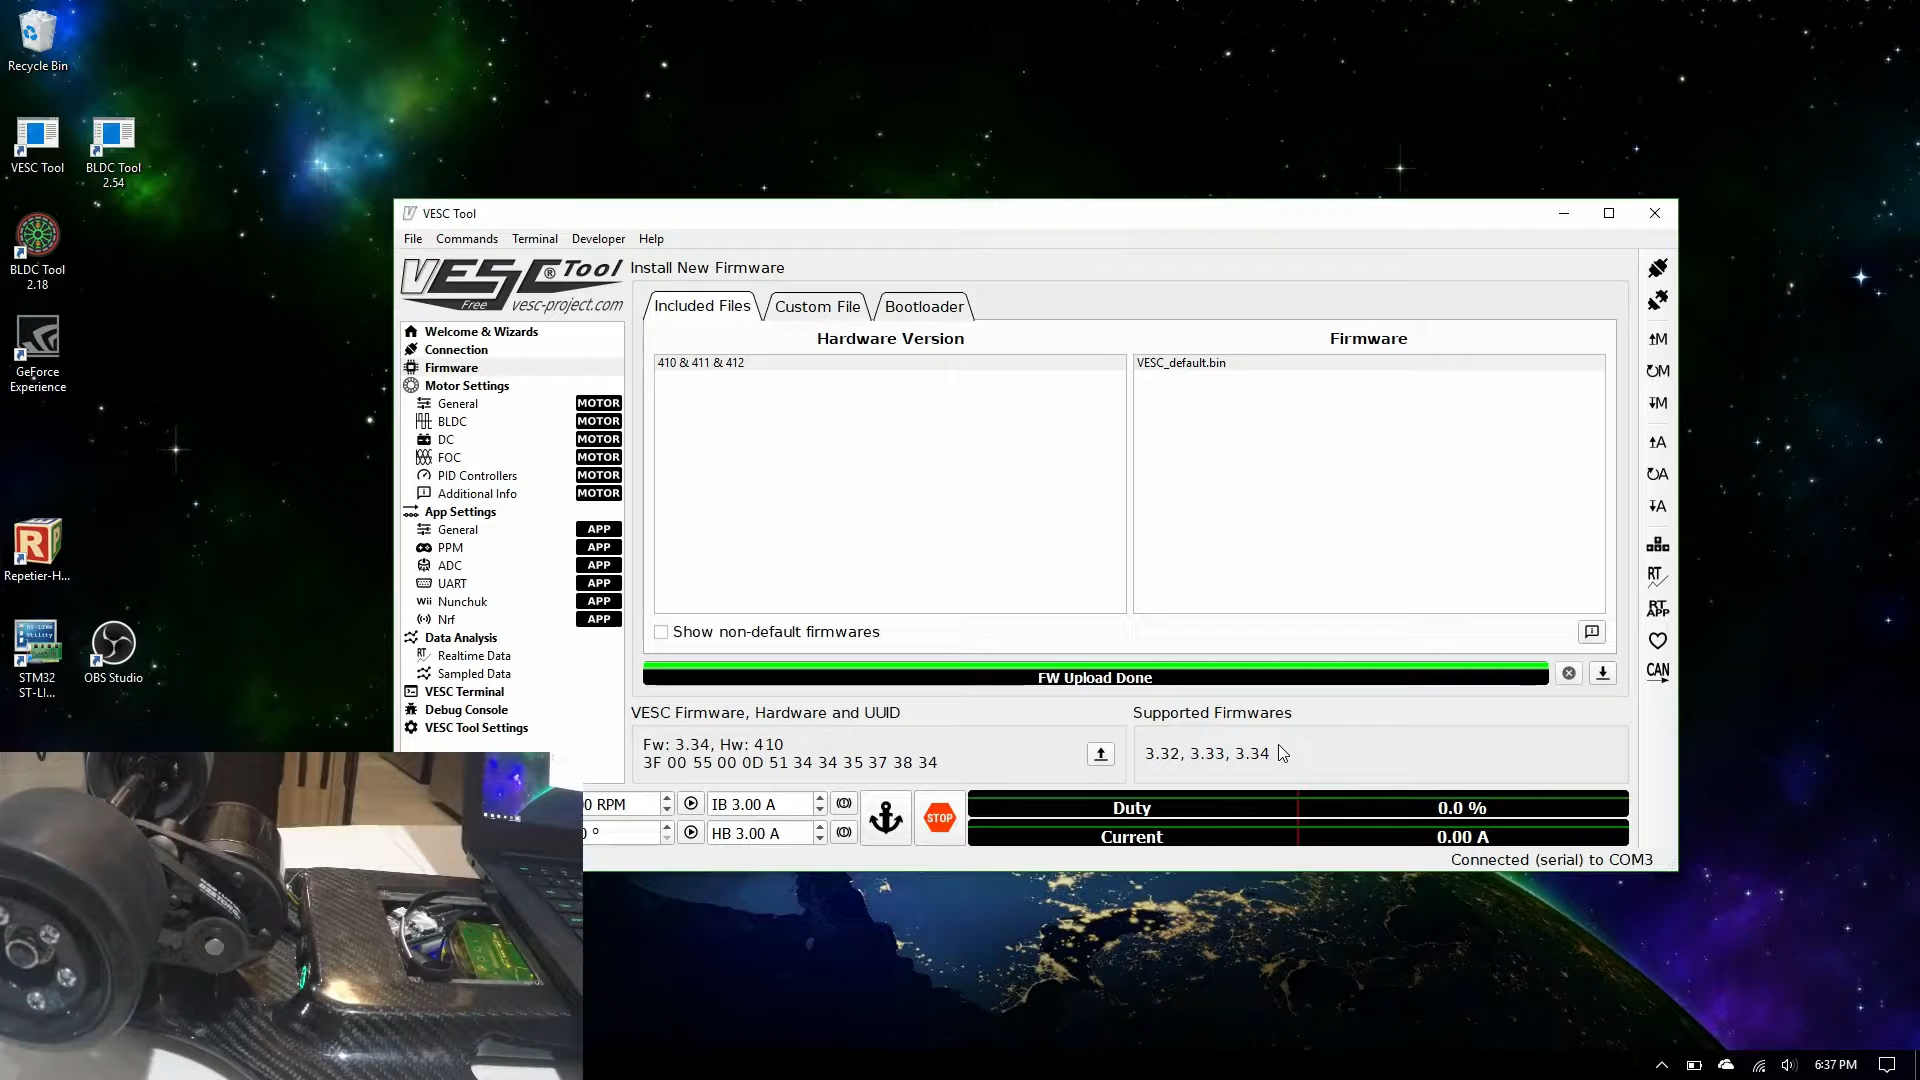 Recycle Bin
VESC Tool
BLDC Tool
2.54
BLDC Tool
2.18
GeForce
Experience
Repetier-H...
STM32
ST-LI...
OBS Studio
VESC Tool
File Commands Terminal Developer Help
VESC® Tool
Free vesc-project.com
Welcome & Wizards
Connection
Firmware
Motor Settings
General MOTOR
BLDC MOTOR
DC MOTOR
FOC MOTOR
PID Controllers MOTOR
Additional Info MOTOR
App Settings
General APP
PPM APP
ADC APP
UART APP
Wii Nunchuk APP
Nrf APP
Data Analysis
RT Realtime Data
Sampled Data
VESC Terminal
Debug Console
VESC Tool Settings
Install New Firmware
Included Files Custom File Bootloader
Hardware Version Firmware
410 & 411 & 412 VESC_default.bin
Show non-default firmwares
FW Upload Done
VESC Firmware, Hardware and UUID
Fw: 3.34, Hw: 410
3F 00 55 00 0D 51 34 34 35 37 38 34
Supported Firmwares
3.32, 3.33, 3.34
0 RPM IB 3.00 A
0 ° HB 3.00 A
STOP
Duty 0.0 %
Current 0.00 A
Connected (serial) to COM3
M
M
M
A
A
A
RT
RT
APP
CAN
6:37 PM